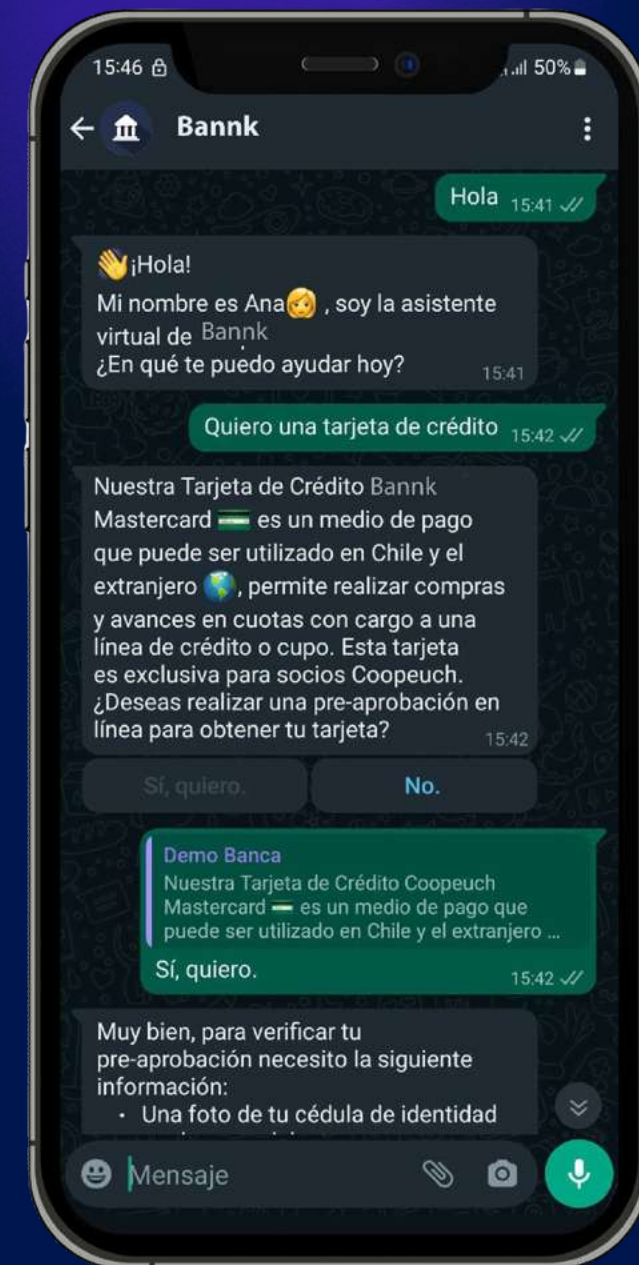 15:46 50%
Bannk
Hola 15:41
¡Hola!
Mi nombre es Ana , soy la asistente
virtual de Bannk
¿En qué te puedo ayudar hoy? 15:41
Quiero una tarjeta de crédito 15:42
Nuestra Tarjeta de Crédito Bannk
Mastercard es un medio de pago
que puede ser utilizado en Chile y el
extranjero , permite realizar compras
y avances en cuotas con cargo a una
línea de crédito o cupo. Esta tarjeta
es exclusiva para socios Coopeuch.
¿Deseas realizar una pre-aprobación en
línea para obtener tu tarjeta? 15:42
Sí, quiero. No.
Demo Banca
Nuestra Tarjeta de Crédito Coopeuch
Mastercard es un medio de pago que
puede ser utilizado en Chile y el extranjero ...
Sí, quiero. 15:42
Muy bien, para verificar tu
pre-aprobación necesito la siguiente
información:
· Una foto de tu cédula de identidad
Mensaje